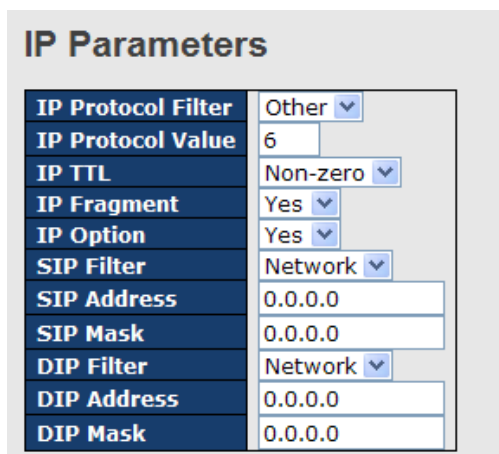 IP Parameters
IP Protocol Filter Other
IP Protocol Value 6
IP TTL Non-zero
IP Fragment Yes
IP Option Yes
SIP Filter Network
SIP Address 0.0.0.0
SIP Mask 0.0.0.0
DIP Filter Network
DIP Address 0.0.0.0
DIP Mask 0.0.0.0